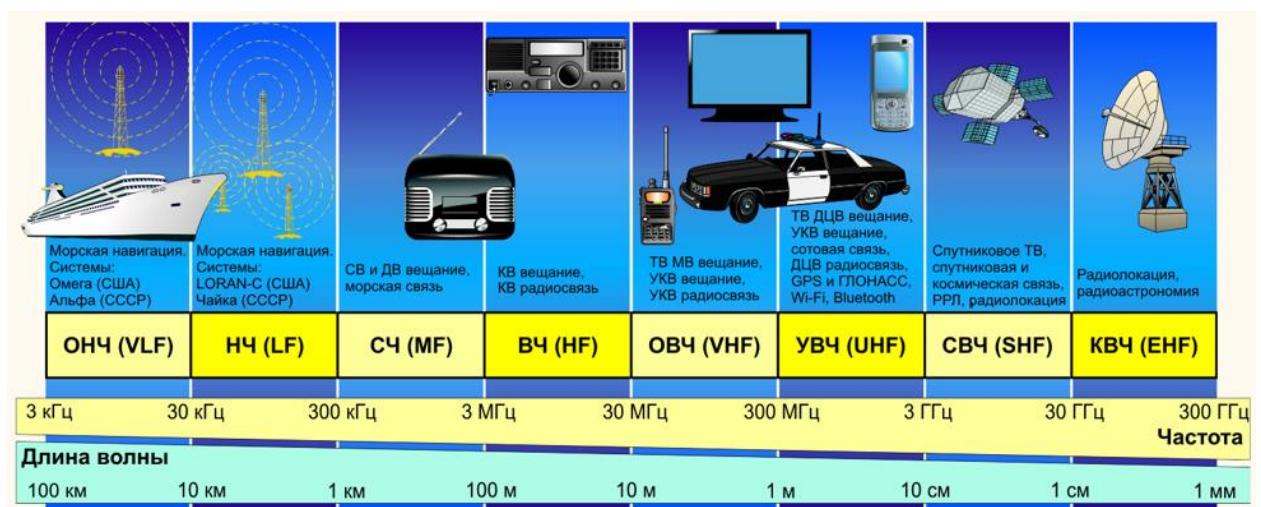 Морская навигация.
Системы:
Омега (США)
Альфа (СССР)
Морская навигация.
Системы:
LORAN-C (США)
Чайка (СССР)
СВ и ДВ вещание,
морская связь
КВ вещание,
КВ радиосвязь
ТВ МВ вещание,
УКВ вещание,
УКВ радиосвязь
ТВ ДЦВ вещание,
УКВ вещание,
сотовая связь,
ДЦВ радиосвязь,
GPS и ГЛОНАСС,
Wi-Fi, Bluetooth
Спутниковое ТВ,
спутниковая и
космическая связь,
РРЛ, радиолокация
Радиолокация,
радиоастрономия
ОНЧ (VLF) НЧ (LF) СЧ (MF) ВЧ (HF) ОВЧ (VHF) УВЧ (UHF) СВЧ (SHF) КВЧ (EHF)
3 кГц 30 кГц 300 кГц 3 МГц 30 МГц 300 МГц 3 ГГц 30 ГГц 300 ГГц
Частота
Длина волны
100 км 10 км 1 км 100 м 10 м 1 м 10 см 1 см 1 мм